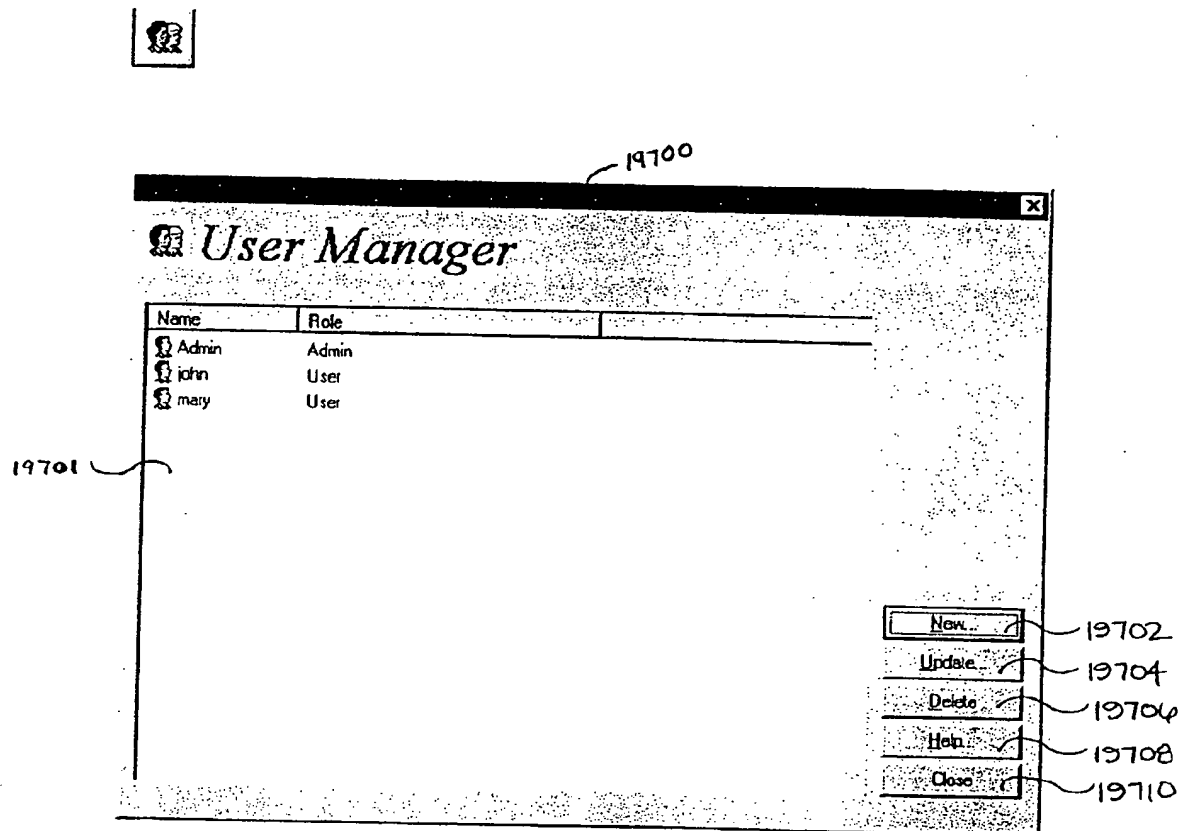 19700
User Manager
Name Role
Admin Admin
john User
mary User
19701
New... 19702
Update... 19704
Delete 19706
Help... 19708
Close 19710